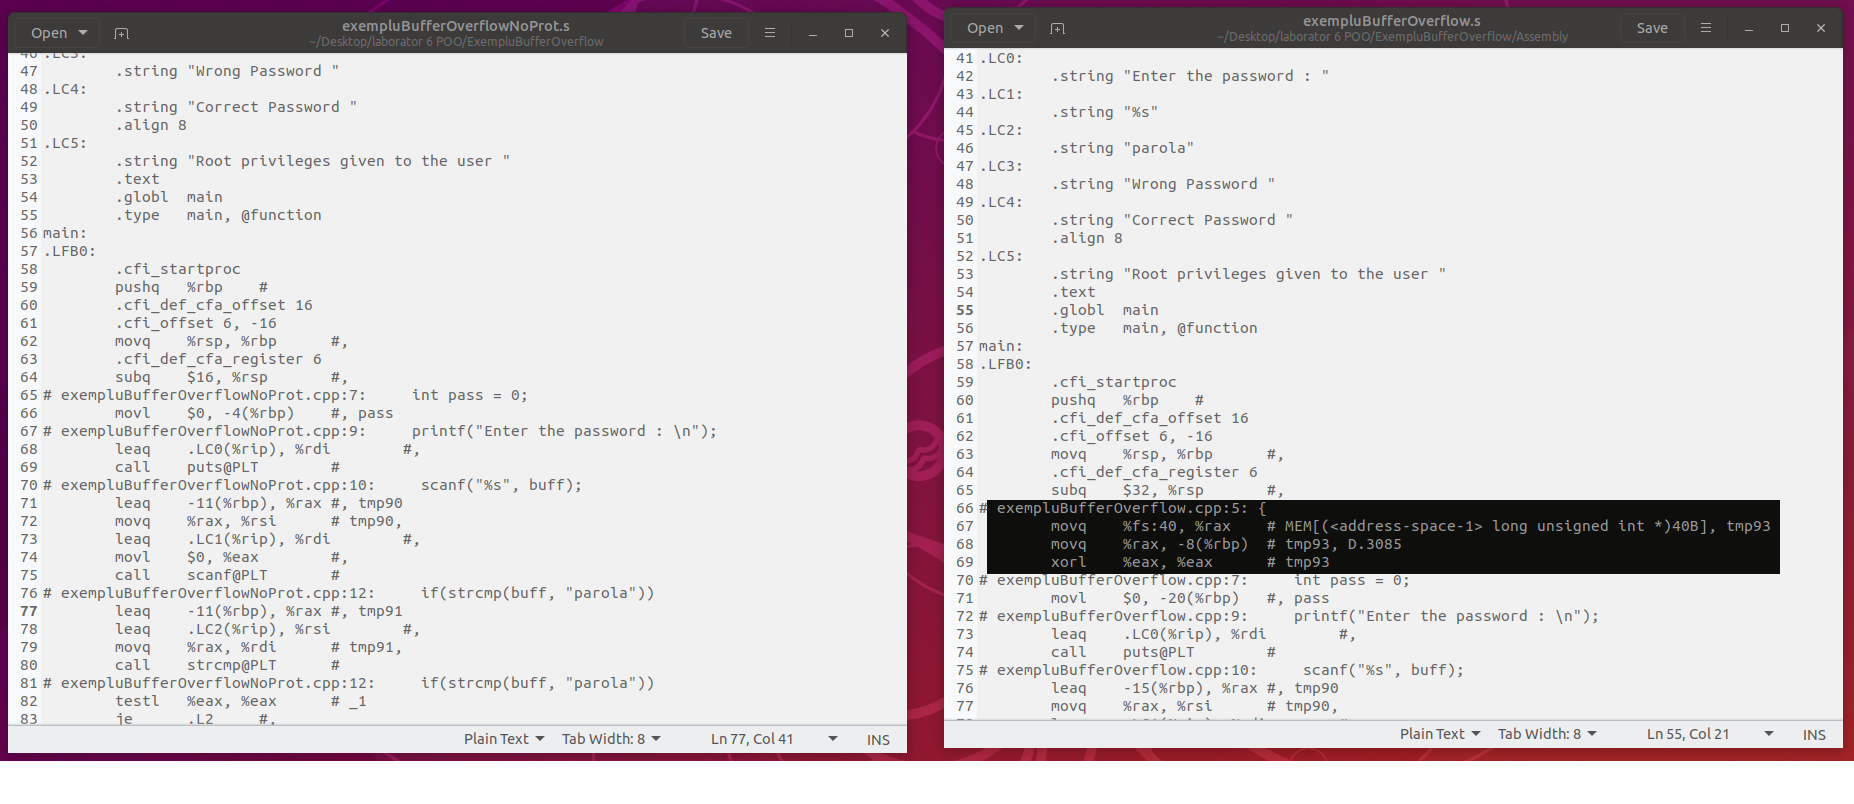 Open
exempluBufferOverflowNoProt.s
~/Desktop/laborator 6 POO/ExempluBufferOverflow
Save
47 .string "Wrong Password "
48 .LC4:
49 .string "Correct Password "
50 .align 8
51 .LC5:
52 .string "Root privileges given to the user "
53 .text
54 .globl main
55 .type main, @function
56 main:
57 .LFB0:
58 .cfi_startproc
59 pushq %rbp #
60 .cfi_def_cfa_offset 16
61 .cfi_offset 6, -16
62 movq %rsp, %rbp #,
63 .cfi_def_cfa_register 6
64 subq $16, %rsp #,
65 # exempluBufferOverflowNoProt.cpp:7: int pass = 0;
66 movl $0, -4(%rbp) #, pass
67 # exempluBufferOverflowNoProt.cpp:9: printf("Enter the password : \n");
68 leaq .LC0(%rip), %rdi #,
69 call puts@PLT #
70 # exempluBufferOverflowNoProt.cpp:10: scanf("%s", buff);
71 leaq -11(%rbp), %rax #, tmp90
72 movq %rax, %rsi # tmp90,
73 leaq .LC1(%rip), %rdi #,
74 movl $0, %eax #,
75 call scanf@PLT #
76 # exempluBufferOverflowNoProt.cpp:12: if(strcmp(buff, "parola"))
77 leaq -11(%rbp), %rax #, tmp91
78 leaq .LC2(%rip), %rsi #,
79 movq %rax, %rdi # tmp91,
80 call strcmp@PLT #
81 # exempluBufferOverflowNoProt.cpp:12: if(strcmp(buff, "parola"))
82 testl %eax, %eax # _1
83 je .L2 #,
Plain Text Tab Width: 8 Ln 77, Col 41 INS
Open
exempluBufferOverflow.s
~/Desktop/laborator 6 POO/ExempluBufferOverflow/Assembly
Save
41 .LC0:
42 .string "Enter the password : "
43 .LC1:
44 .string "%s"
45 .LC2:
46 .string "parola"
47 .LC3:
48 .string "Wrong Password "
49 .LC4:
50 .string "Correct Password "
51 .align 8
52 .LC5:
53 .string "Root privileges given to the user "
54 .text
55 .globl main
56 .type main, @function
57 main:
58 .LFB0:
59 .cfi_startproc
60 pushq %rbp #
61 .cfi_def_cfa_offset 16
62 .cfi_offset 6, -16
63 movq %rsp, %rbp #,
64 .cfi_def_cfa_register 6
65 subq $32, %rsp #,
66 # exempluBufferOverflow.cpp:5: {
67 movq %fs:40, %rax # MEM[(<address-space-1> long unsigned int *)40B], tmp93
68 movq %rax, -8(%rbp) # tmp93, D.3085
69 xorl %eax, %eax # tmp93
70 # exempluBufferOverflow.cpp:7: int pass = 0;
71 movl $0, -20(%rbp) #, pass
72 # exempluBufferOverflow.cpp:9: printf("Enter the password : \n");
73 leaq .LC0(%rip), %rdi #,
74 call puts@PLT #
75 # exempluBufferOverflow.cpp:10: scanf("%s", buff);
76 leaq -15(%rbp), %rax #, tmp90
77 movq %rax, %rsi # tmp90,
Plain Text Tab Width: 8 Ln 55, Col 21 INS